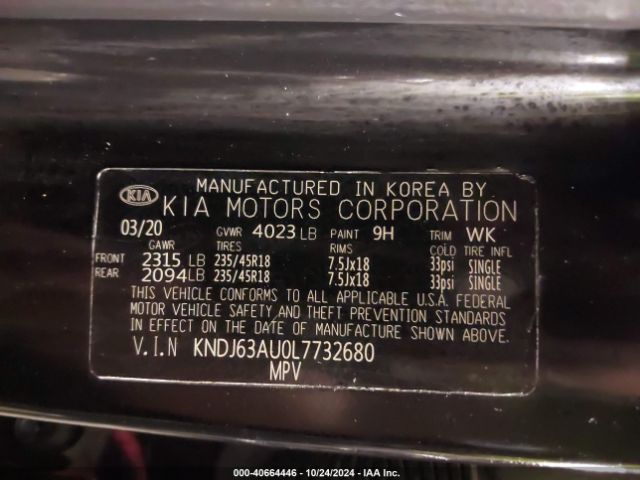 KIA MANUFACTURED IN KOREA BY
KIA MOTORS CORPORATION
03/20 GVWR 4023 LB PAINT 9H TRIM WK
GAWR TIRES RIMS COLD TIRE INFL
FRONT 2315 LB 235/45R18 7.5Jx18 33psi SINGLE
REAR 2094 LB 235/45R18 7.5Jx18 33psi SINGLE
THIS VEHICLE CONFORMS TO ALL APPLICABLE U.S.A. FEDERAL
MOTOR VEHICLE SAFETY AND THEFT PREVENTION STANDARDS
IN EFFECT ON THE DATE OF MANUFACTURE SHOWN ABOVE.
V.I.N KNDJ63AU0L7732680
MPV
000-40664446 - 10/24/2024 - IAA Inc.